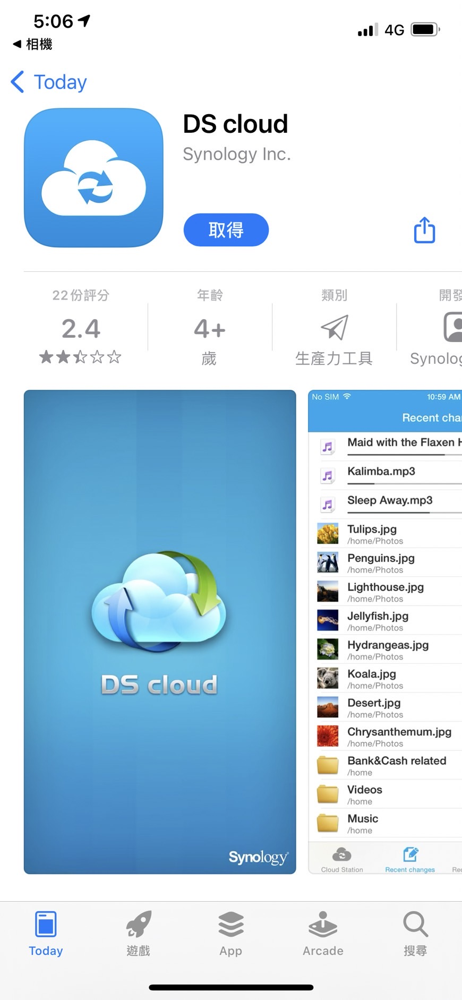 5:06
4G
相機
Today
DS cloud
Synology Inc.
取得
22 份評分
2.4
年齡
4+
歲
類別
生產力工具
開發
Synolog
DS cloud
Synology
No SIM
10:59 AM
Recent cha
Maid with the Flaxen H
Kalimba.mp3
Sleep Away.mp3
Tulips.jpg
/home/Photos
Penguins.jpg
/home/Photos
Lighthouse.jpg
/home/Photos
Jellyfish.jpg
/home/Photos
Hydrangeas.jpg
/home/Photos
Koala.jpg
/home/Photos
Desert.jpg
/home/Photos
Chrysanthemum.jpg
/home/Photos
Bank&Cash related
/home
Videos
/home
Music
/home
Cloud Station
Recent changes
Rec
Today
遊戲
App
Arcade
搜尋